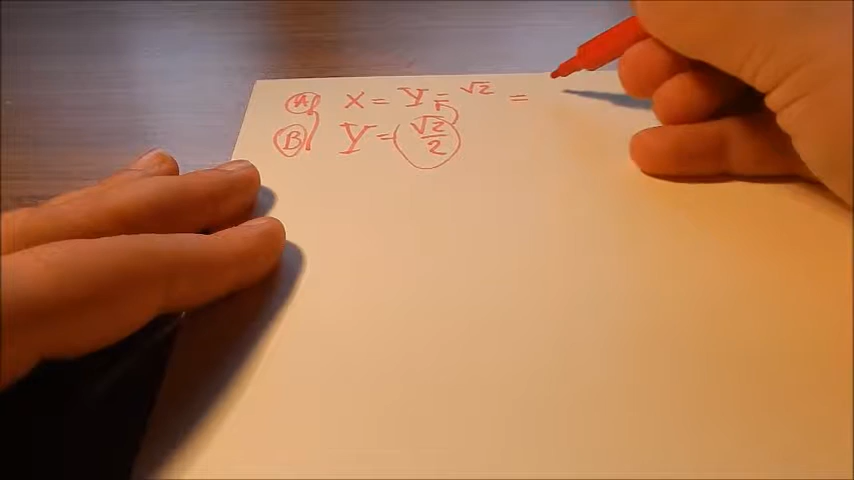 (A) X = Y = √2 =
(B) Y = √2/2